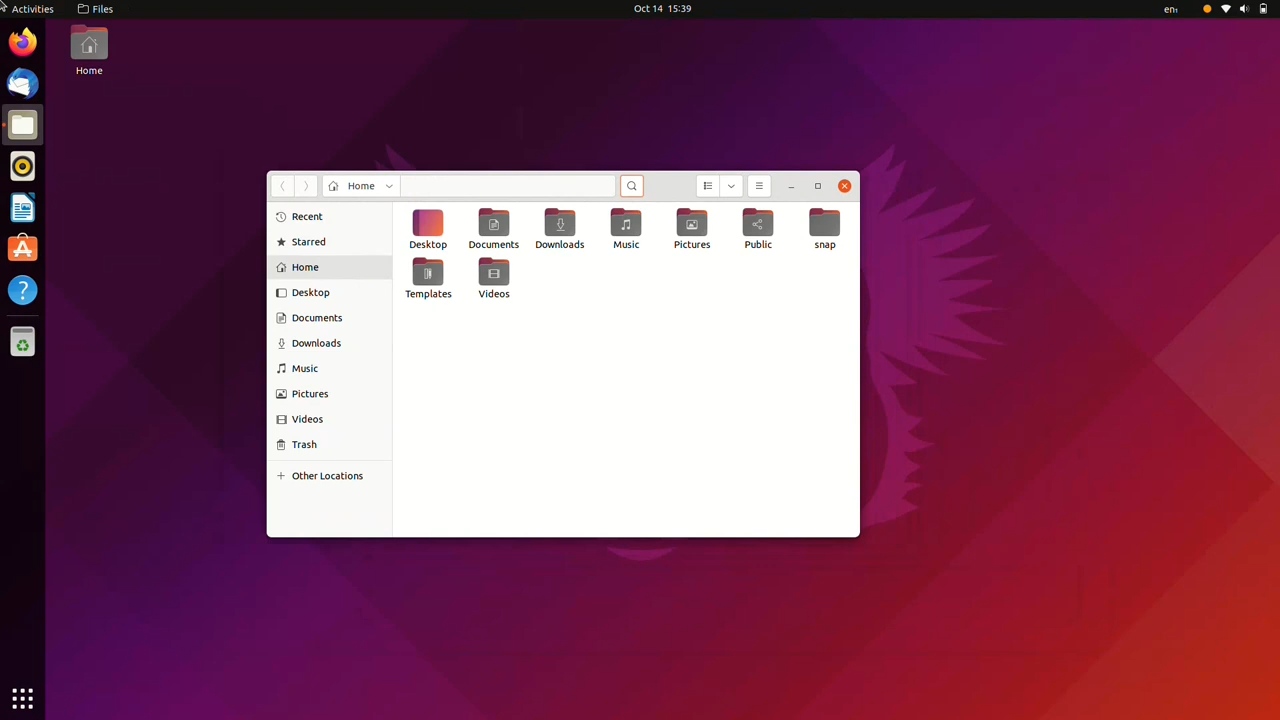 Activities Files Oct 14 15:39 en₁
Home
Home
Recent
Starred
Home
Desktop
Documents
Downloads
Music
Pictures
Videos
Trash
Other Locations
Desktop Documents Downloads Music Pictures Public snap
Templates Videos